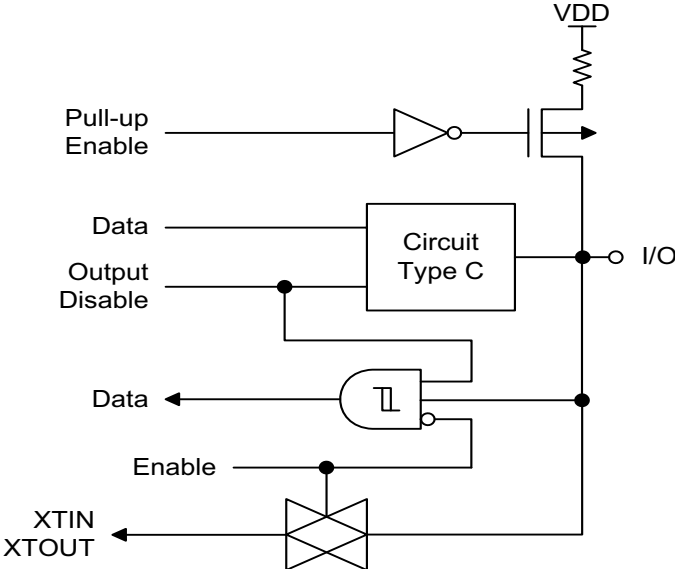 VDD
Pull-up
Enable
Data
Circuit
Type C
I/O
Output
Disable
Data
Enable
XTIN
XTOUT